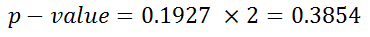 p − value = 0.1927 × 2 = 0.3854